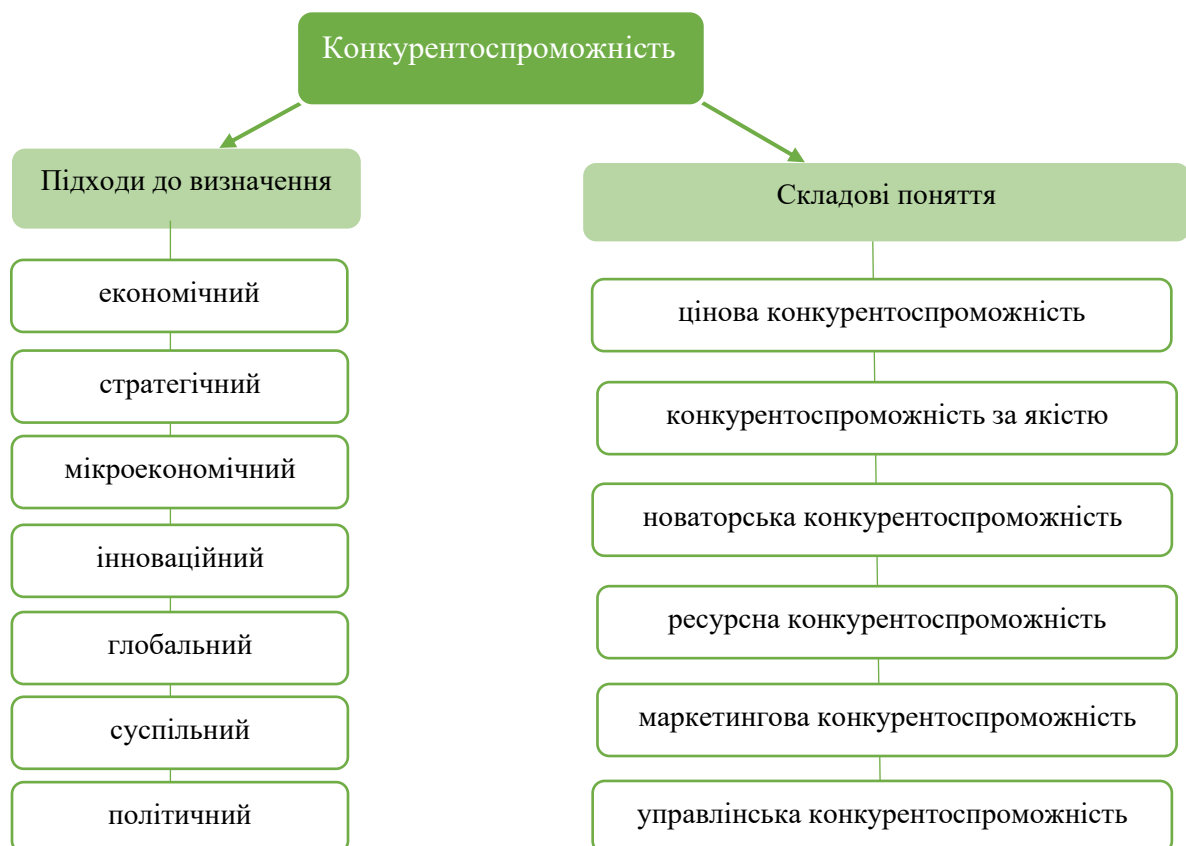 Конкурентоспроможність
Підходи до визначення
економічний
стратегічний
мікроекономічний
інноваційний
глобальний
суспільний
політичний
Складові поняття
цінова конкурентоспроможність
конкурентоспроможність за якістю
новаторська конкурентоспроможність
ресурсна конкурентоспроможність
маркетингова конкурентоспроможність
управлінська конкурентоспроможність